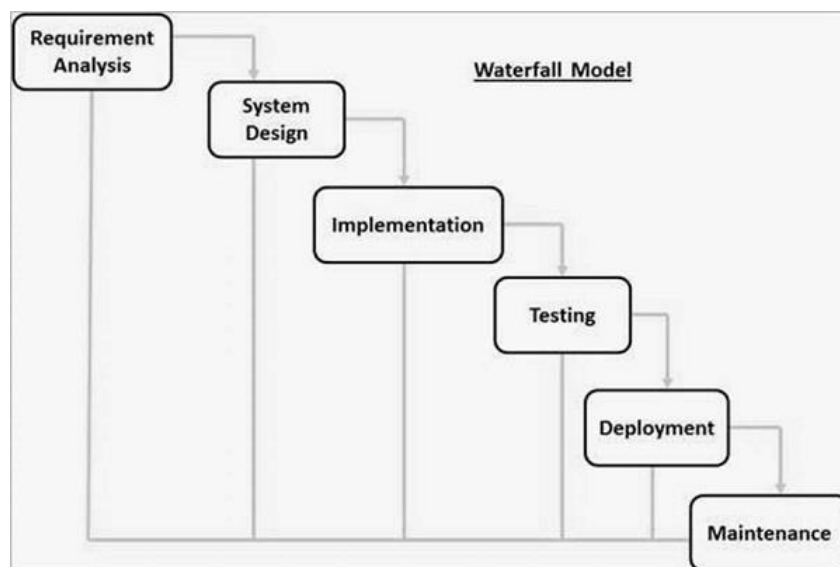 Requirement
Analysis
Waterfall Model
System
Design
Implementation
Testing
Deployment
Maintenance